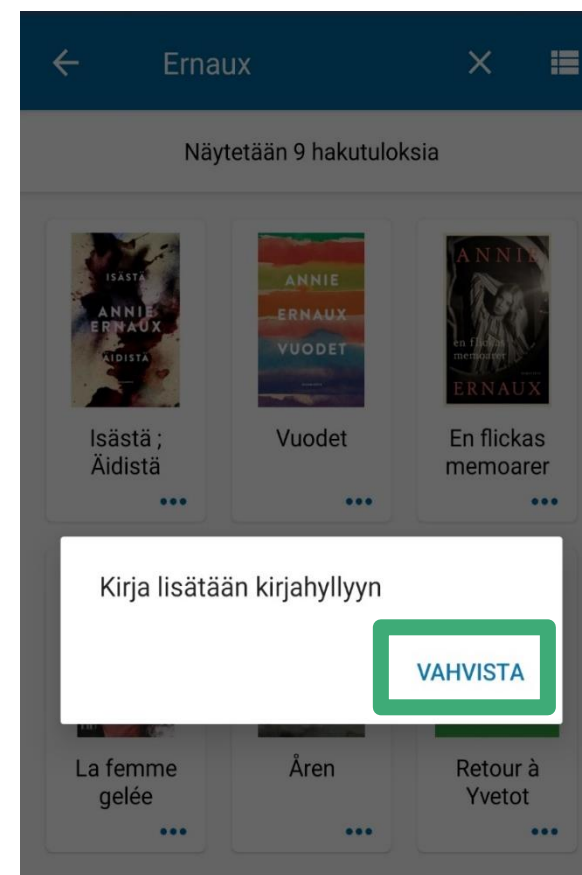 Ernaux
Näytetään 9 hakutuloksia
ISÄSTÄ
ANNIE
ERNAUX
ÄIDISTÄ
ANNIE
ERNAUX
VUODET
ANNIE
en flickas
memoarer
ERNAUX
Isästä ;
Äidistä
Vuodet
En flickas
memoarer
Kirja lisätään kirjahyllyyn
VAHVISTA
La femme
gelée
Åren
Retour à
Yvetot